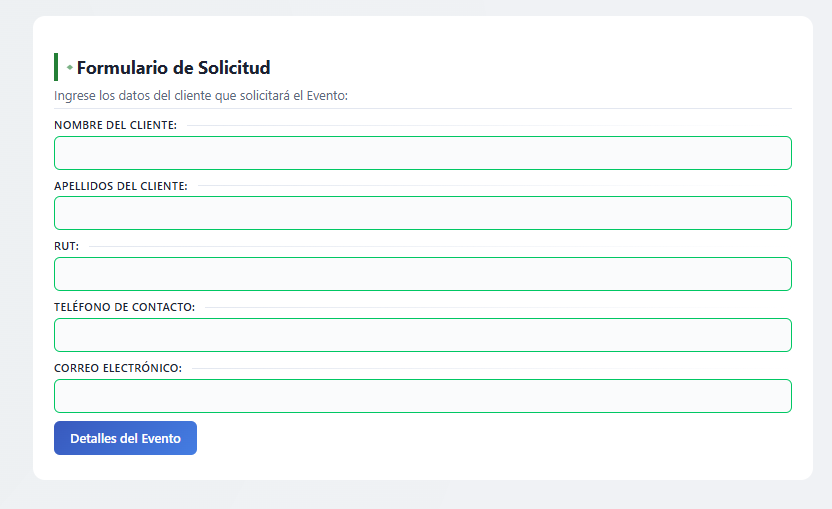 Formulario de Solicitud
Ingrese los datos del cliente que solicitará el Evento:
NOMBRE DEL CLIENTE:
APELLIDOS DEL CLIENTE:
RUT:
TELÉFONO DE CONTACTO:
CORREO ELECTRÓNICO:
Detalles del Evento